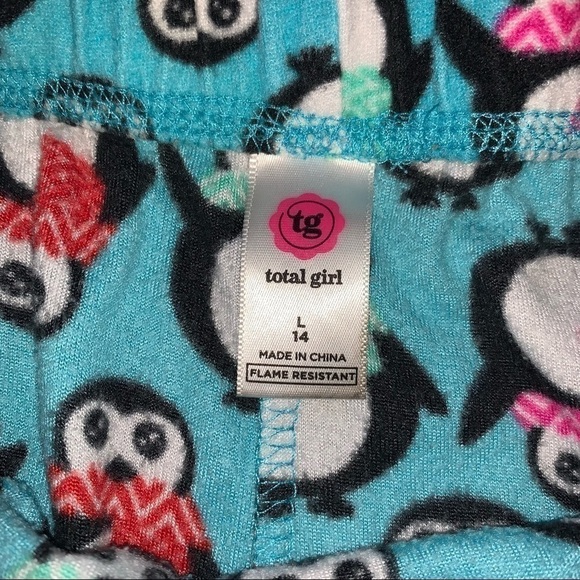 tg
total girl
L
14
MADE IN CHINA
FLAME RESISTANT